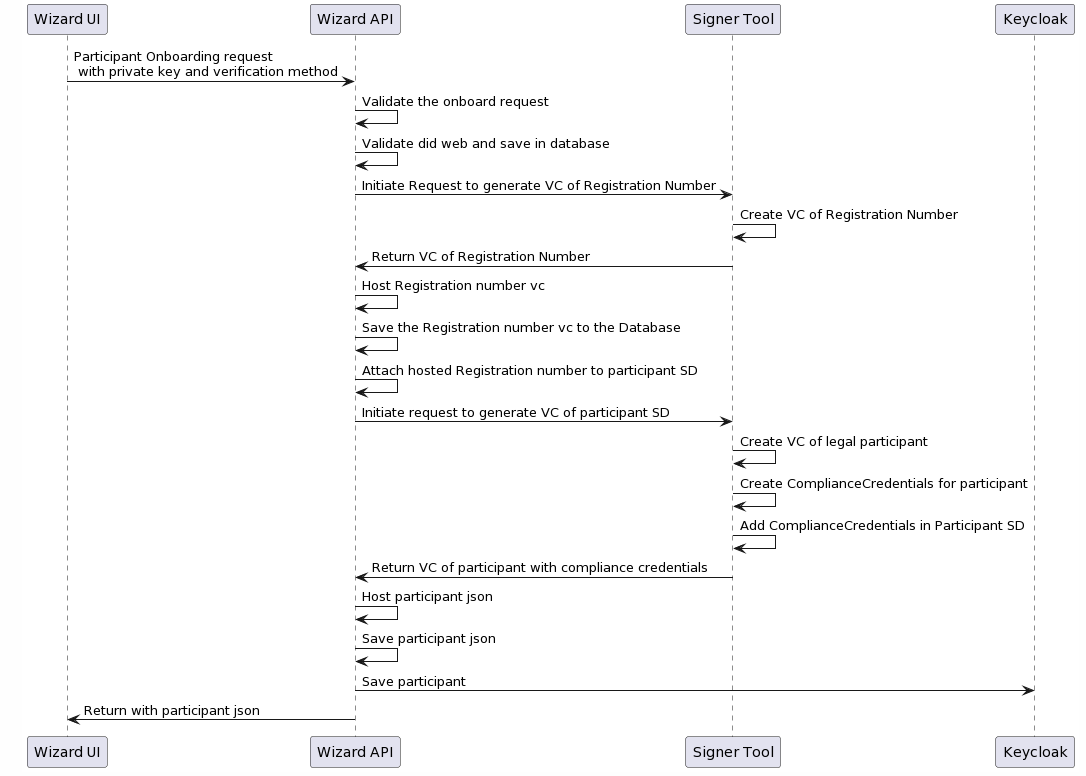 Wizard UI
Wizard API
Signer Tool
Keycloak
Participant Onboarding request
with private key and verification method
Validate the onboard request
Validate did web and save in database
Initiate Request to generate VC of Registration Number
Create VC of Registration Number
Return VC of Registration Number
Host Registration number vc
Save the Registration number vc to the Database
Attach hosted Registration number to participant SD
Initiate request to generate VC of participant SD
Create VC of legal participant
Create ComplianceCredentials for participant
Add ComplianceCredentials in Participant SD
Return VC of participant with compliance credentials
Host participant json
Save participant json
Save participant
Return with participant json
Wizard UI
Wizard API
Signer Tool
Keycloak